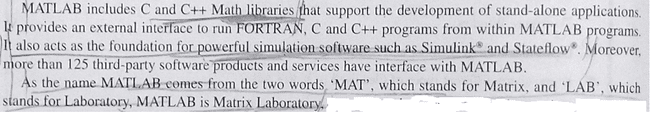 MATLAB includes C and C++ Math libraries that support the development of stand-alone applications.
It provides an external interface to run FORTRAN, C and C++ programs from within MATLAB programs.
It also acts as the foundation for powerful simulation software such as Simulink® and Stateflow®. Moreover,
more than 125 third-party software products and services have interface with MATLAB.
As the name MATLAB comes from the two words ‘MAT’, which stands for Matrix, and ‘LAB’, which
stands for Laboratory, MATLAB is Matrix Laboratory.